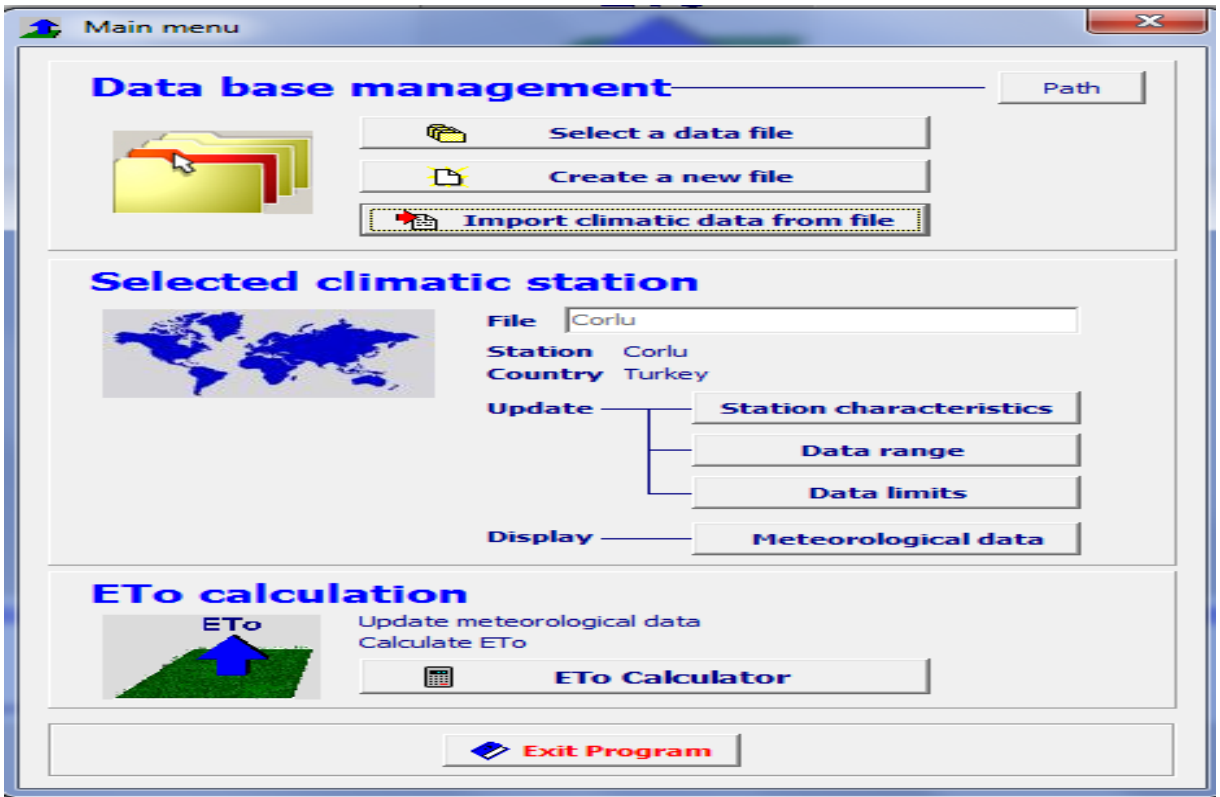 Main menu
Data base management
Path
Select a data file
Create a new file
Import climatic data from file
Selected climatic station
File Corlu
Station Corlu
Country Turkey
Update Station characteristics
Data range
Data limits
Display Meteorological data
ETo calculation
ETo
Update meteorological data
Calculate ETo
ETo Calculator
Exit Program